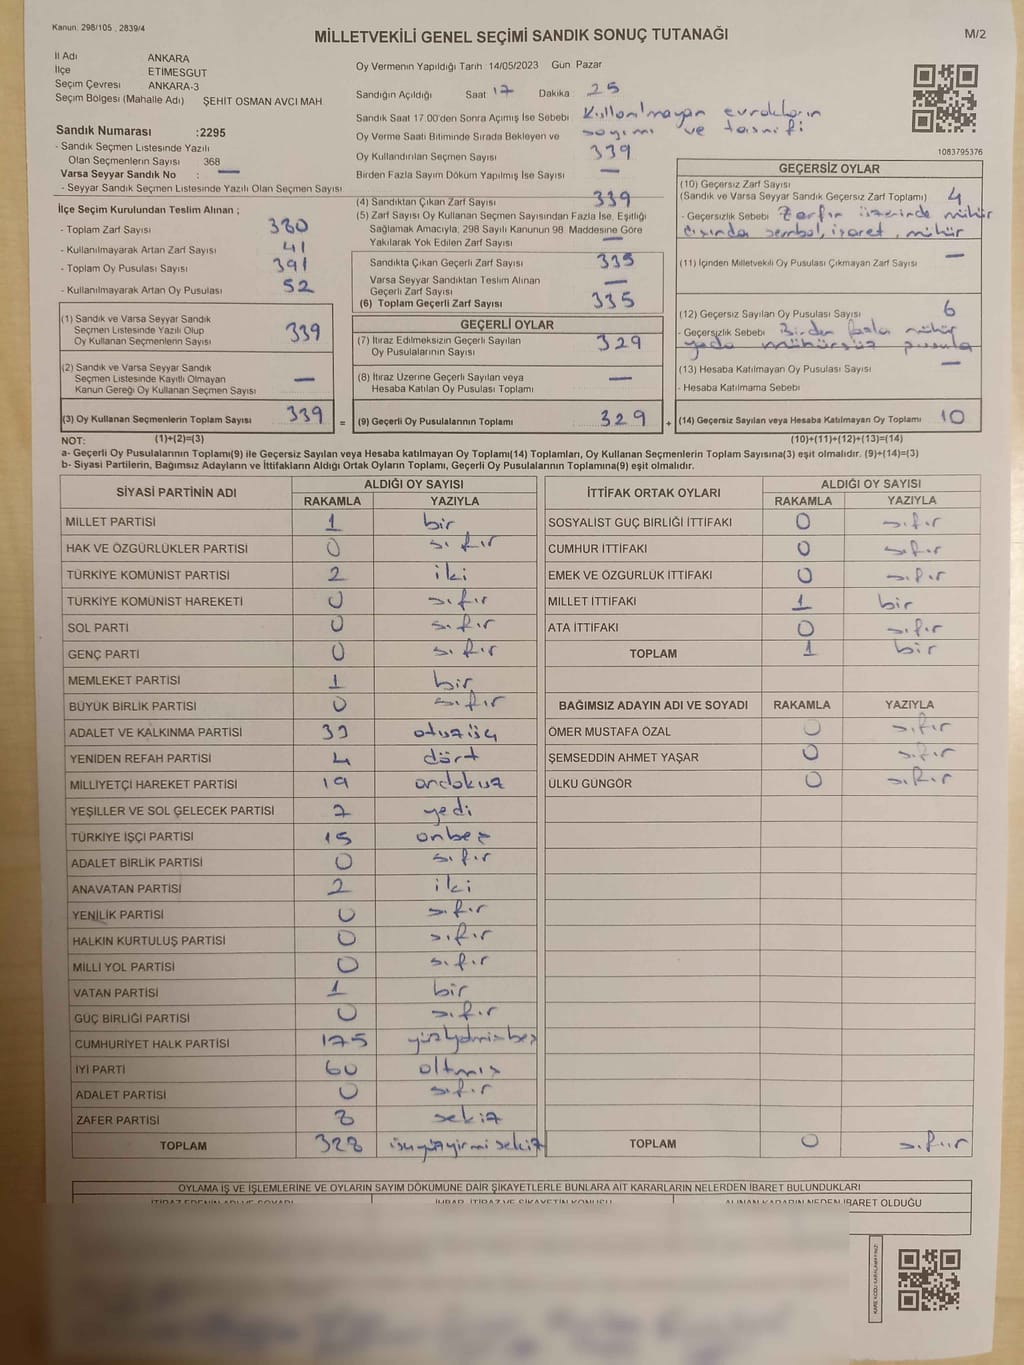 Kanun: 298/105 , 2839/4
MİLLETVEKİLİ GENEL SEÇİMİ SANDIK SONUÇ TUTANAĞI
M/2
İl Adı ANKARA
İlçe ETİMESGUT
Seçim Çevresi ANKARA-3
Seçim Bölgesi (Mahalle Adı) ŞEHİT OSMAN AVCI MAH.
Sandık Numarası :2295
- Sandık Seçmen Listesinde Yazılı
Olan Seçmenlerin Sayısı 368
Varsa Seyyar Sandık No : —
- Seyyar Sandık Seçmen Listesinde Yazılı Olan Seçmen Sayısı
Oy Vermenin Yapıldığı Tarih :14/05/2023 Gün: Pazar
Sandığın Açıldığı Saat: 17 Dakika: 25
Sandık Saat 17.00'den Sonra Açımış İse Sebebi Kullanılmayan evrakların
sayımı ve tasnifi
Oy Verme Saati Bitiminde Sırada Bekleyen ve
Oy Kullandırılan Seçmen Sayısı 339
Birden Fazla Sayım Döküm Yapılmış İse Sayısı —
1083795376
İlçe Seçim Kurulundan Teslim Alınan ;
- Toplam Zarf Sayısı 380
- Kullanılmayarak Artan Zarf Sayısı 41
- Toplam Oy Pusulası Sayısı 391
- Kullanılmayarak Artan Oy Pusulası 52
(1) Sandık ve Varsa Seyyar Sandık
Seçmen Listesinde Yazılı Olup
Oy Kullanan Seçmenlerin Sayısı 339
(2) Sandık ve Varsa Seyyar Sandık
Seçmen Listesinde Kayıtlı Olmayan
Kanun Gereği Oy Kullanan Seçmen Sayısı —
(3) Oy Kullanan Seçmenlerin Toplam Sayısı 339 =
(4) Sandıktan Çıkan Zarf Sayısı 339
(5) Zarf Sayısı Oy Kullanan Seçmen Sayısından Fazla İse, Eşitliği
Sağlamak Amacıyla, 298 Sayılı Kanunun 98. Maddesine Göre
Yakılarak Yok Edilen Zarf Sayısı —
Sandıkta Çıkan Geçerli Zarf Sayısı 335
Varsa Seyyar Sandıktan Teslim Alınan
Geçerli Zarf Sayısı —
(6) Toplam Geçerli Zarf Sayısı 335
GEÇERLİ OYLAR
(7) İtiraz Edilmeksizin Geçerli Sayılan
Oy Pusulalarının Sayısı 329
(8) İtiraz Üzerine Geçerli Sayılan veya
Hesaba Katılan Oy Pusulası Toplamı —
(9) Geçerli Oy Pusulalarının Toplamı 329 +
GEÇERSİZ OYLAR
(10) Geçersiz Zarf Sayısı
(Sandık ve Varsa Seyyar Sandık Geçersiz Zarf Toplamı) 4
- Geçersizlik Sebebi Zarfın üzerinde mühür
dışında sembol, işaret, mühür
(11) İçinden Milletvekili Oy Pusulası Çıkmayan Zarf Sayısı —
(12) Geçersiz Sayılan Oy Pusulası Sayısı 6
- Geçersizlik Sebebi Birden fazla mühür
yada mühürsüz pusula
(13) Hesaba Katılmayan Oy Pusulası Sayısı —
- Hesaba Katılmama Sebebi
(14) Geçersiz Sayılan veya Hesaba Katılmayan Oy Toplamı 10
NOT: (1)+(2)=(3) (10)+(11)+(12)+(13)=(14)
a- Geçerli Oy Pusulalarının Toplamı(9) ile Geçersiz Sayılan veya Hesaba katılmayan Oy Toplamı(14) Toplamları, Oy Kullanan Seçmenlerin Toplam Sayısına(3) eşit olmalıdır. (9)+(14)=(3)
b- Siyasi Partilerin, Bağımsız Adayların ve İttifakların Aldığı Ortak Oyların Toplamı, Geçerli Oy Pusulalarının Toplamına(9) eşit olmalıdır.
SİYASİ PARTİNİN ADI ALDIĞI OY SAYISI
RAKAMLA YAZIYLA
MİLLET PARTİSİ 1 bir
HAK VE ÖZGÜRLÜKLER PARTİSİ 0 sıfır
TÜRKİYE KOMÜNİST PARTİSİ 2 iki
TÜRKİYE KOMÜNİST HAREKETİ 0 sıfır
SOL PARTİ 0 sıfır
GENÇ PARTİ 0 sıfır
MEMLEKET PARTİSİ 1 bir
BÜYÜK BİRLİK PARTİSİ 0 sıfır
ADALET VE KALKINMA PARTİSİ 33 otuzüç
YENİDEN REFAH PARTİSİ 4 dört
MİLLİYETÇİ HAREKET PARTİSİ 19 ondokuz
YEŞİLLER VE SOL GELECEK PARTİSİ 7 yedi
TÜRKİYE İŞÇİ PARTİSİ 15 onbeş
ADALET BİRLİK PARTİSİ 0 sıfır
ANAVATAN PARTİSİ 2 iki
YENİLİK PARTİSİ 0 sıfır
HALKIN KURTULUŞ PARTİSİ 0 sıfır
MİLLİ YOL PARTİSİ 0 sıfır
VATAN PARTİSİ 1 bir
GÜÇ BİRLİĞİ PARTİSİ 0 sıfır
CUMHURİYET HALK PARTİSİ 175 yüzyetmişbeş
İYİ PARTİ 60 altmış
ADALET PARTİSİ 0 sıfır
ZAFER PARTİSİ 8 sekiz
TOPLAM 328 üçyüzyirmisekiz
İTTİFAK ORTAK OYLARI ALDIĞI OY SAYISI
RAKAMLA YAZIYLA
SOSYALİST GÜÇ BİRLİĞİ İTTİFAKI 0 sıfır
CUMHUR İTTİFAKI 0 sıfır
EMEK VE ÖZGÜRLÜK İTTİFAKI 0 sıfır
MİLLET İTTİFAKI 1 bir
ATA İTTİFAKI 0 sıfır
TOPLAM 1 bir
BAĞIMSIZ ADAYIN ADI VE SOYADI RAKAMLA YAZIYLA
ÖMER MUSTAFA ÖZAL 0 sıfır
ŞEMSEDDİN AHMET YAŞAR 0 sıfır
ÜLKÜ GÜNGÖR 0 sıfır
TOPLAM 0 sıfır
OYLAMA İŞ VE İŞLEMLERİNE VE OYLARIN SAYIM DÖKÜMÜNE DAİR ŞİKAYETLERLE BUNLARA AİT KARARLARIN NELERDEN İBARET BULUNDUKLARI
İTİRAZ EDENİN ADI VE SOYADI İHBAR, İTİRAZ VE ŞİKAYETİN KONUSU ALINAN KARARIN NEDEN İBARET OLDUĞU